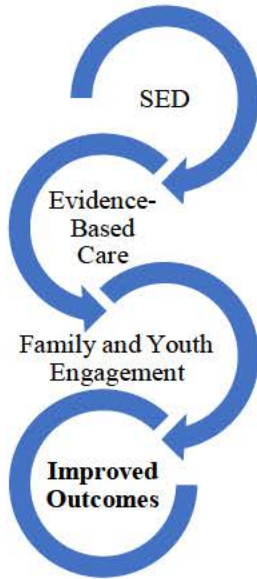 SED
Evidence-
Based
Care
Family and Youth
Engagement
Improved
Outcomes